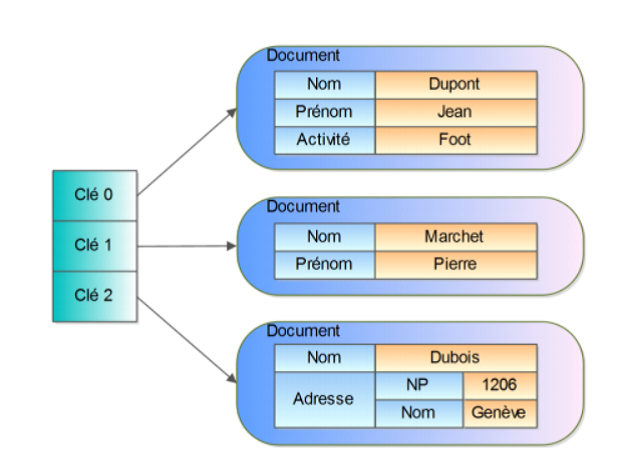 Document
Nom Dupont
Prénom Jean
Activité Foot
Clé 0
Document
Nom Marchet
Clé 1
Prénom Pierre
Clé 2
Document
Nom Dubois
Adresse NP 1206
Nom Genève